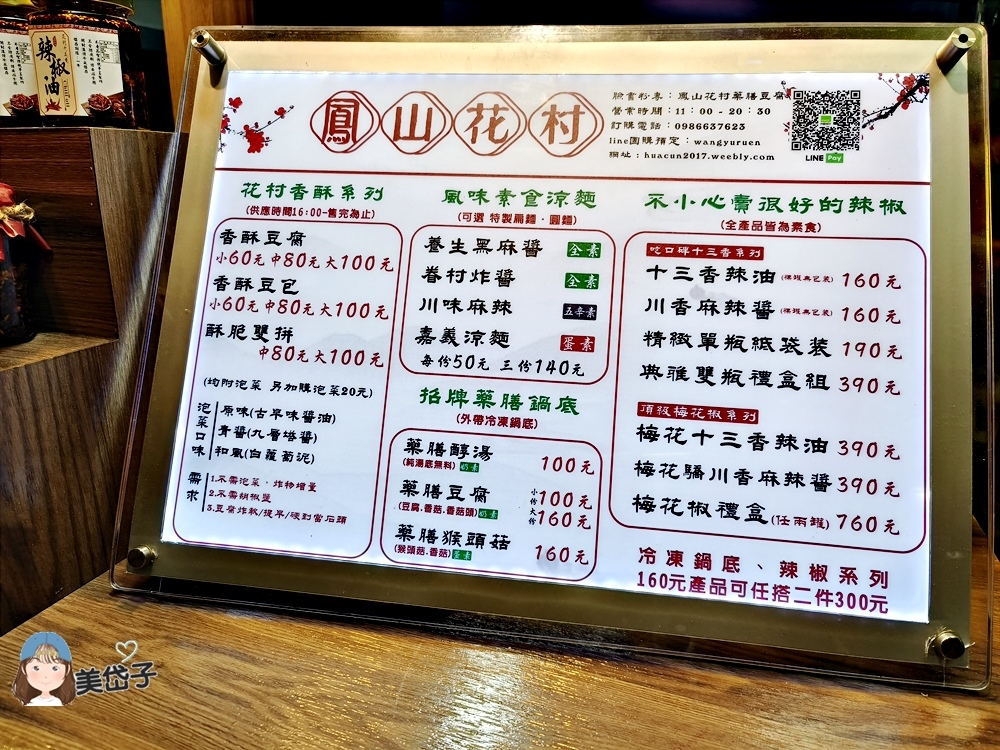 辣椒油
鳳山花村
臉書粉專：鳳山花村藥膳豆腐
營業時間：11：00 - 20：30
訂購電話：0986637623
line團購預定：wangyuruen
網址：huacun2017.weebly.com
LINE Pay
花村香酥系列
(供應時間16:00-售完為止)
香酥豆腐
小60元 中80元 大100元
香酥豆包
小60元 中80元 大100元
酥脆雙拼
中80元 大100元
(均附泡菜 另加購泡菜20元)
泡菜口味
原味(古早味醬油)
青醬(九層塔醬)
和風(白蘿蔔泥)
需求
1.不需泡菜，炸物增量
2.不需胡椒鹽
3.豆腐炸軟/提早/硬到當石頭
風味素食涼麵
(可選 特製扁麵．圓麵)
養生黑麻醬 全素
眷村炸醬 全素
川味麻辣 五辛素
嘉義涼麵 蛋素
每份50元 三份140元
招牌藥膳鍋底
(外帶冷凍鍋底)
藥膳醇湯 100元
(純湯底無料) 奶素
藥膳豆腐 小份100元
(豆腐.香菇.香菇頭) 奶素 大份160元
藥膳猴頭菇 160元
(猴頭菇.香菇) 蛋素
不小心賣很好的辣椒
(全產品皆為素食)
吃口碑十三香系列
十三香辣油 (裸罐無包裝) 160元
川香麻辣醬 (裸罐無包裝) 160元
精緻單瓶紙袋裝 190元
典雅雙瓶禮盒組 390元
頂級梅花椒系列
梅花十三香辣油 390元
梅花驕川香麻辣醬 390元
梅花椒禮盒(任兩罐) 760元
冷凍鍋底、辣椒系列
160元產品可任搭二件300元
美岱子